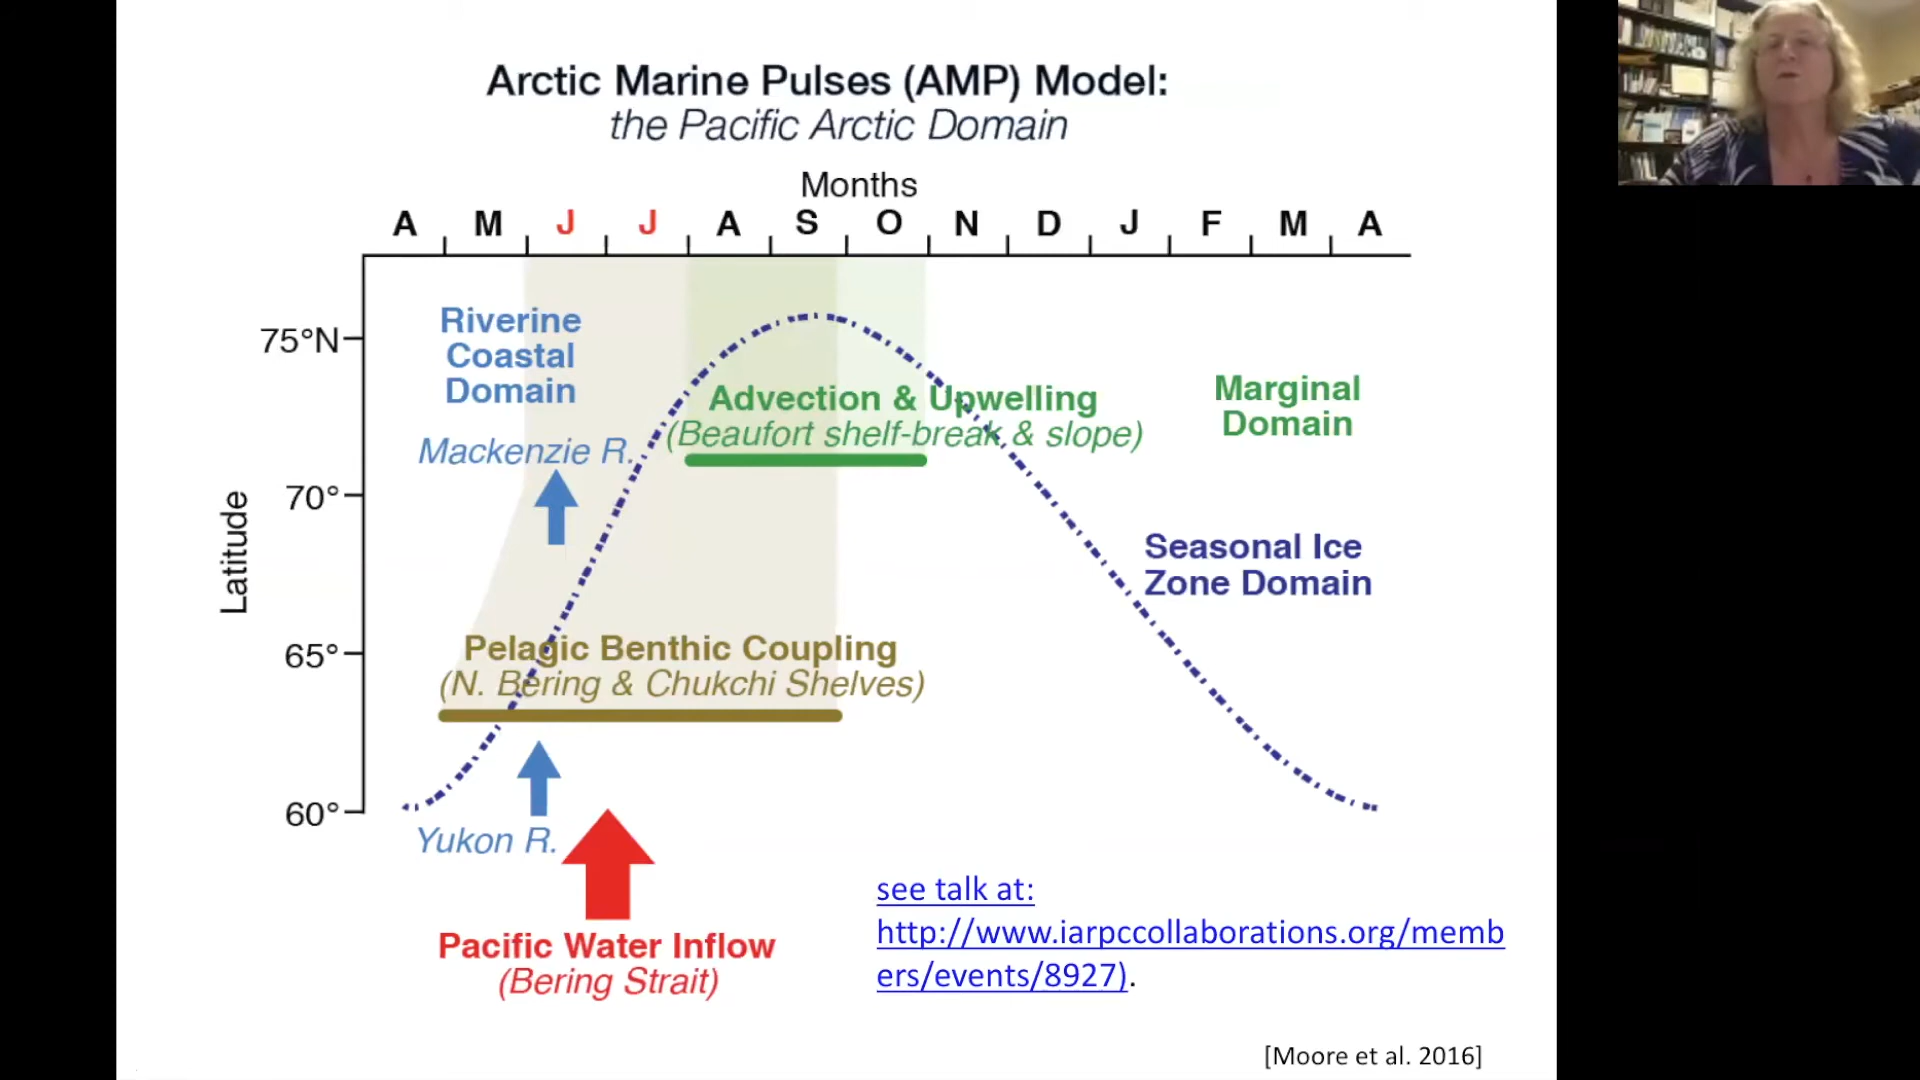 Arctic Marine Pulses (AMP) Model:
the Pacific Arctic Domain
Months
A M J J A S O N D J F M A
75°N
70°
65°
60°
Latitude
Riverine
Coastal
Domain
Mackenzie R.
Advection & Upwelling
(Beaufort shelf-break & slope)
Marginal
Domain
Seasonal Ice
Zone Domain
Pelagic Benthic Coupling
(N. Bering & Chukchi Shelves)
Yukon R.
Pacific Water Inflow
(Bering Strait)
see talk at:
http://www.iarpccollaborations.org/memb
ers/events/8927).
[Moore et al. 2016]